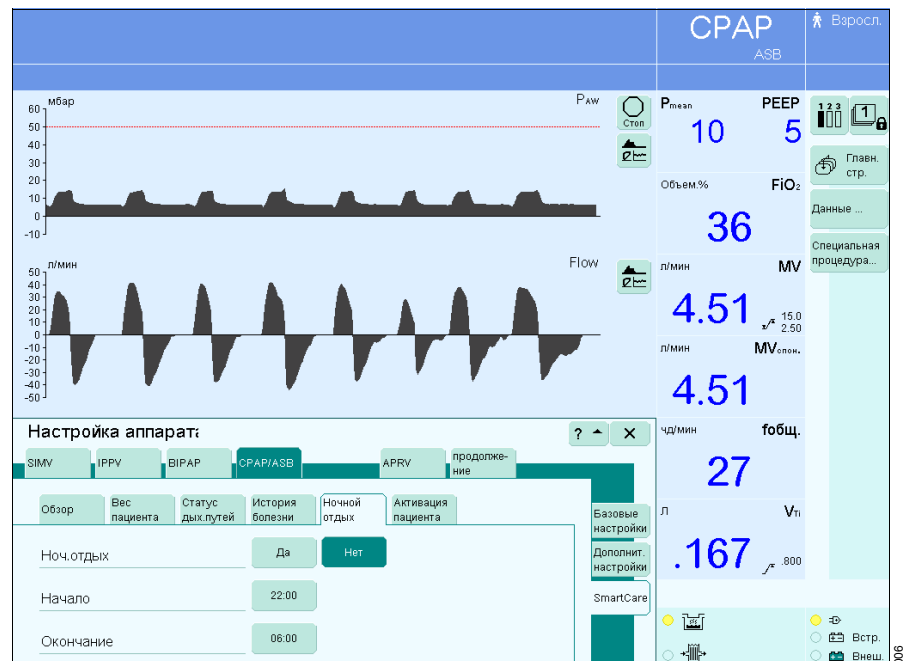 CPAP
ASB
Взросл.
мбар
PAW
60
50
40
30
20
10
0
-10
Стоп
Pmean
PEEP
10
5
1 2 3
1
Главн.
стр.
Объем.%
FiO2
36
Данные ...
Специальная
процедура...
л/мин
Flow
50
40
30
20
10
0
-10
-20
-30
-40
-50
л/мин
MV
4.51
15.0
2.50
л/мин
MVспон.
4.51
Настройка аппарата
?
SIMV
IPPV
BIPAP
CPAP/ASB
APRV
продолже-
ние
чд/мин
fобщ.
27
Обзор
Вес
пациента
Статус
дых.путей
История
болезни
Ночной
отдых
Активация
пациента
Базовые
настройки
Дополнит.
настройки
SmartCare
л
VTi
.167
.800
Ноч.отдых
Да
Нет
Начало
22:00
Окончание
06:00
Встр.
Внеш.